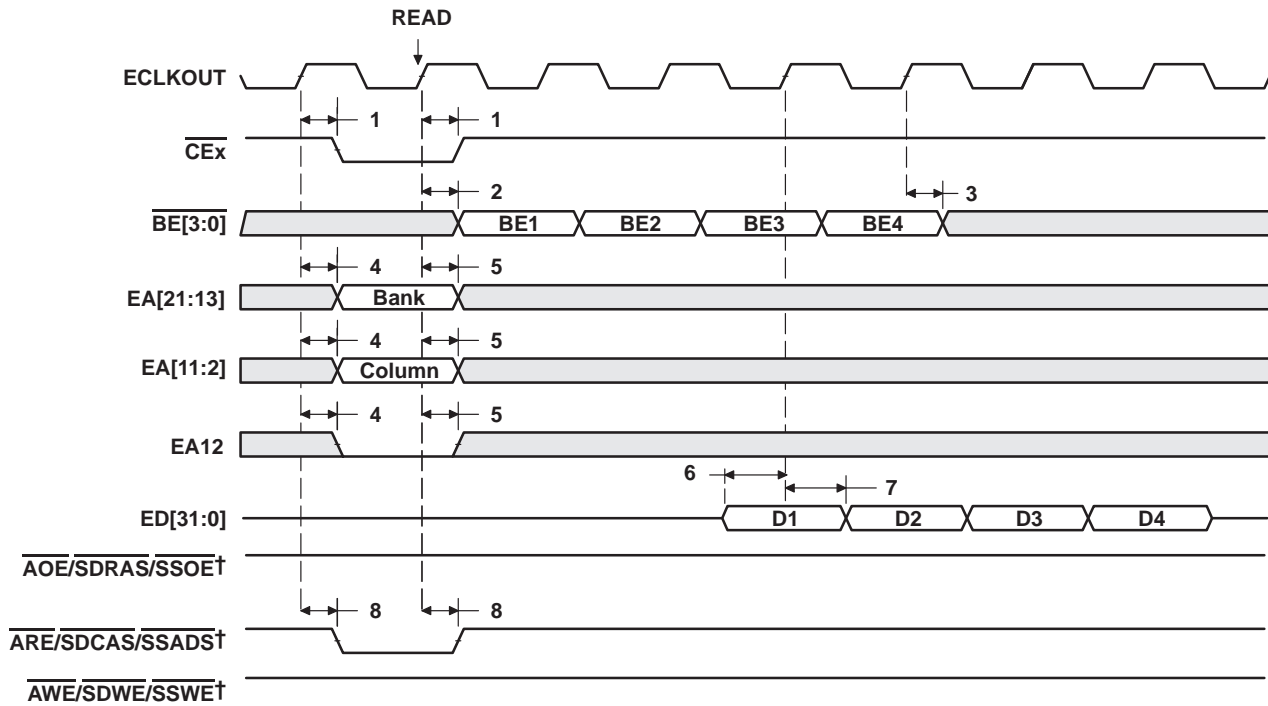 READ
ECLKOUT
1 1
CEx
2 3
BE[3:0] BE1 BE2 BE3 BE4
4 5
EA[21:13] Bank
4 5
EA[11:2] Column
4 5
EA12
6 7
ED[31:0] D1 D2 D3 D4
AOE/SDRAS/SSOE†
8 8
ARE/SDCAS/SSADS†
AWE/SDWE/SSWE†